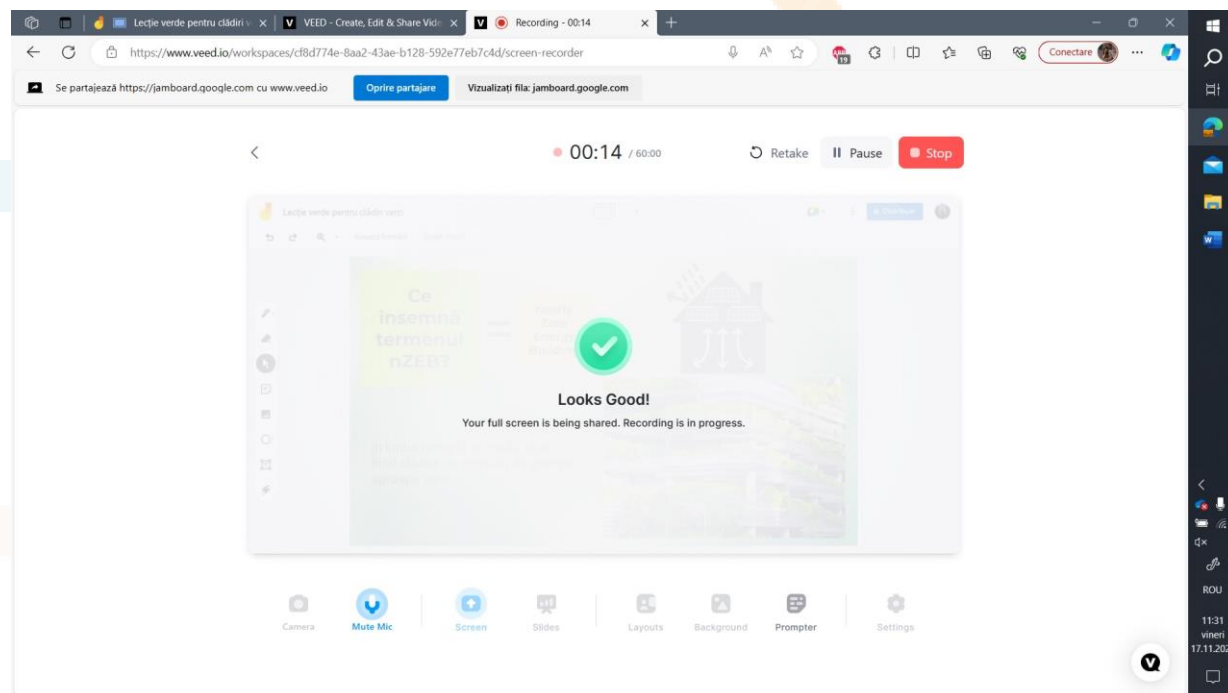 Lecție verde pentru clădiri v
VEED - Create, Edit & Share Vide
Recording - 00:14
https://www.veed.io/workspaces/cf8d774e-8aa2-43ae-b128-592e77eb7c4d/screen-recorder
19
Conectare
Se partajează https://jamboard.google.com cu www.veed.io
Oprire partajare
Vizualizați fila: jamboard.google.com
00:14 / 60:00
Retake
Pause
Stop
Lecție verde pentru clădiri verzi
Ce
însemnă
termenul
nZEB?
Looks Good!
Your full screen is being shared. Recording is in progress.
Camera
Mute Mic
Screen
Slides
Layouts
Background
Prompter
Settings
ROU
11:31
vineri
17.11.202